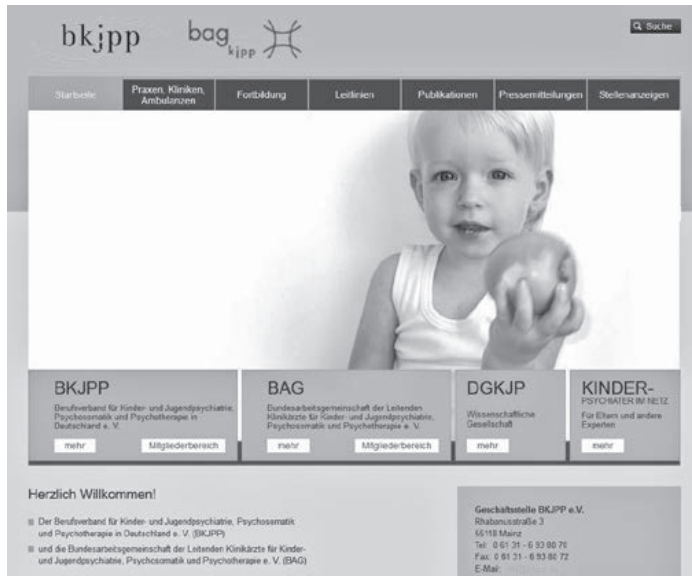 bkjpp
bag
kjpp
Suche
Startseite
Praxen, Kliniken,
Ambulanzen
Fortbildung
Leitlinien
Publikationen
Pressemitteilungen
Stellenanzeigen
BKJPP
Berufsverband für Kinder- und Jugendpsychiatrie,
Psychosomatik und Psychotherapie in
Deutschland e. V.
mehr
Mitgliederbereich
BAG
Bundesarbeitsgemeinschaft der Leitenden
Klinikärzte für Kinder- und Jugendpsychiatrie,
Psychosomatik und Psychotherapie e. V.
mehr
Mitgliederbereich
DGKJP
Wissenschaftliche
Gesellschaft
mehr
KINDER-
PSYCHIATER IM NETZ
Für Eltern und andere
Experten
mehr
Herzlich Willkommen!
Der Berufsverband für Kinder- und Jugendpsychiatrie, Psychosomatik
und Psychotherapie in Deutschland e. V. (BKJPP)
und die Bundesarbeitsgemeinschaft der Leitenden Klinikärzte für Kinder-
und Jugendpsychiatrie, Psychosomatik und Psychotherapie e. V. (BAG)
Geschäftsstelle BKJPP e.V.
Rhabanusstraße 3
55118 Mainz
Tel: 0 61 31 - 6 93 80 70
Fax: 0 61 31 - 6 93 80 72
E-Mail: